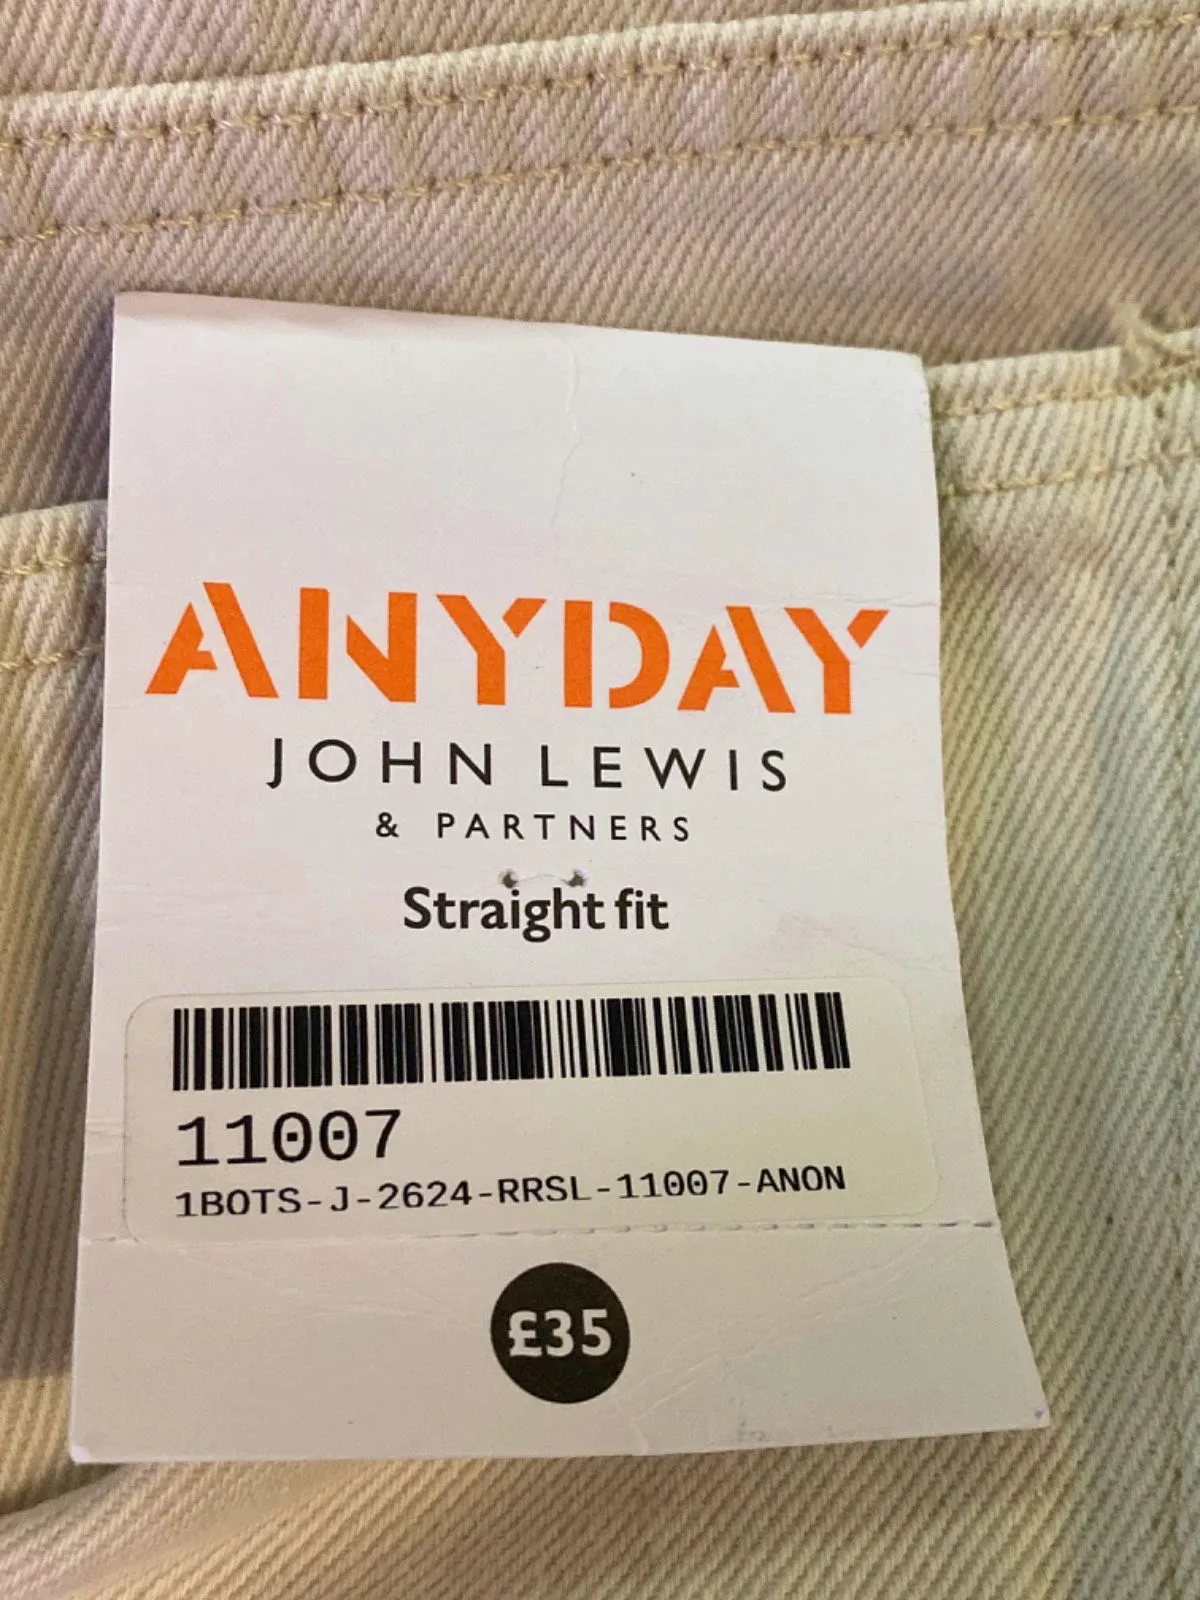 ANYDAY
JOHN LEWIS
& PARTNERS
Straight fit
11007
1BOTS-J-2624-RRSL-11007-ANON
£35